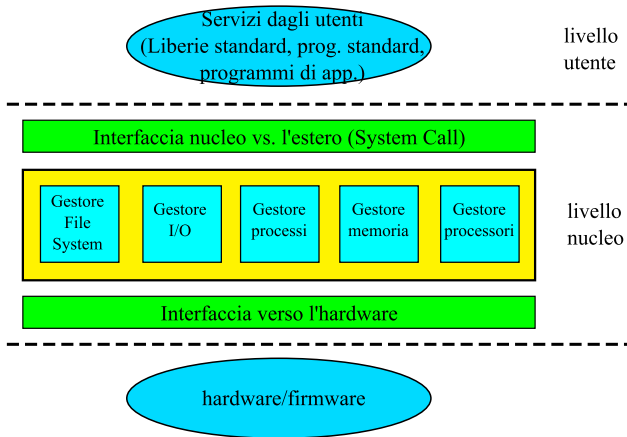 Servizi dagli utenti
(Liberie standard, prog. standard,
programmi di app.)
livello
utente
Interfaccia nucleo vs. l'estero (System Call)
Gestore
File
System
Gestore
I/O
Gestore
processi
Gestore
memoria
Gestore
processori
livello
nucleo
Interfaccia verso l'hardware
hardware/firmware